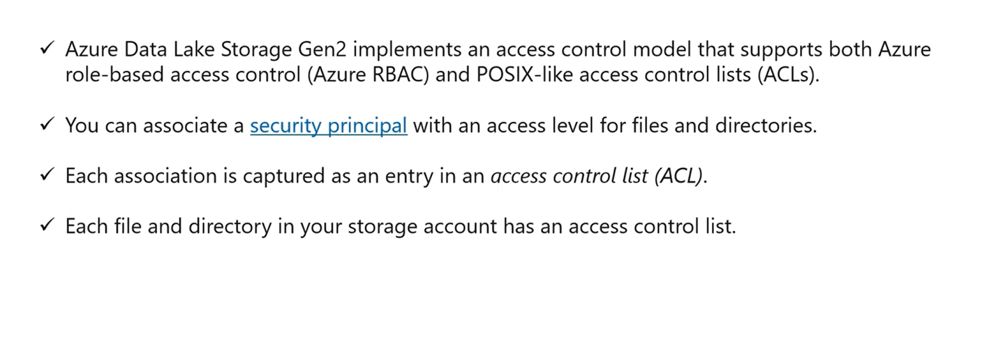 ✓ Azure Data Lake Storage Gen2 implements an access control model that supports both Azure
role-based access control (Azure RBAC) and POSIX-like access control lists (ACLs).
✓ You can associate a security principal with an access level for files and directories.
✓ Each association is captured as an entry in an access control list (ACL).
✓ Each file and directory in your storage account has an access control list.